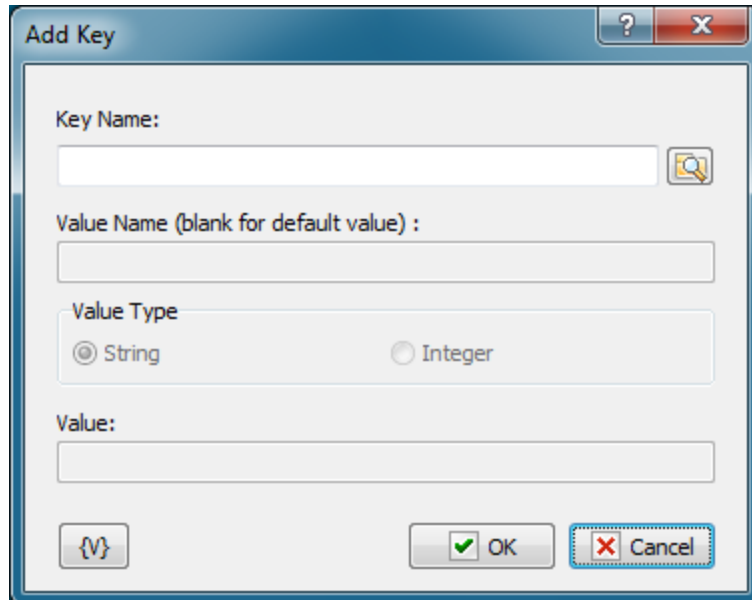 Add Key
?
Key Name:
Value Name (blank for default value) :
Value Type
String
Integer
Value:
{V}
OK
Cancel